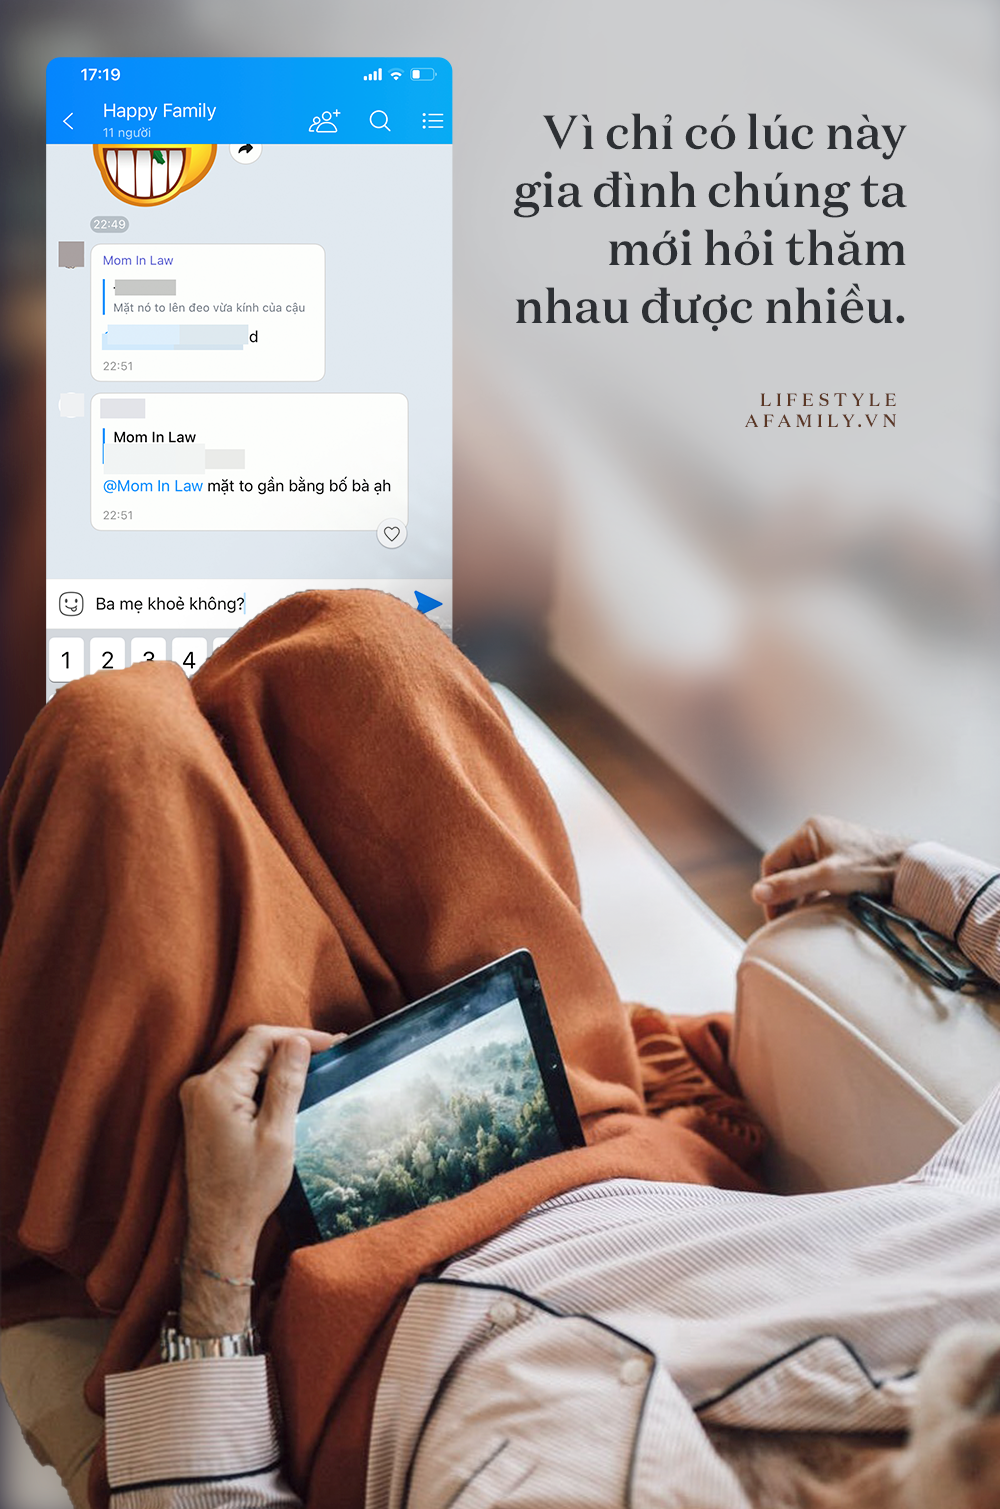 17:19
Happy Family
11 người
22:49
Mom In Law
Mặt nó to lên đeo vừa kính của cậu
d
22:51
Mom In Law
@Mom In Law mặt to gần bằng bố bà ạh
22:51
Ba mẹ khoẻ không?
1 2 3 4
Vì chỉ có lúc này
gia đình chúng ta
mới hỏi thăm
nhau được nhiều.
LIFESTYLE
AFAMILY.VN